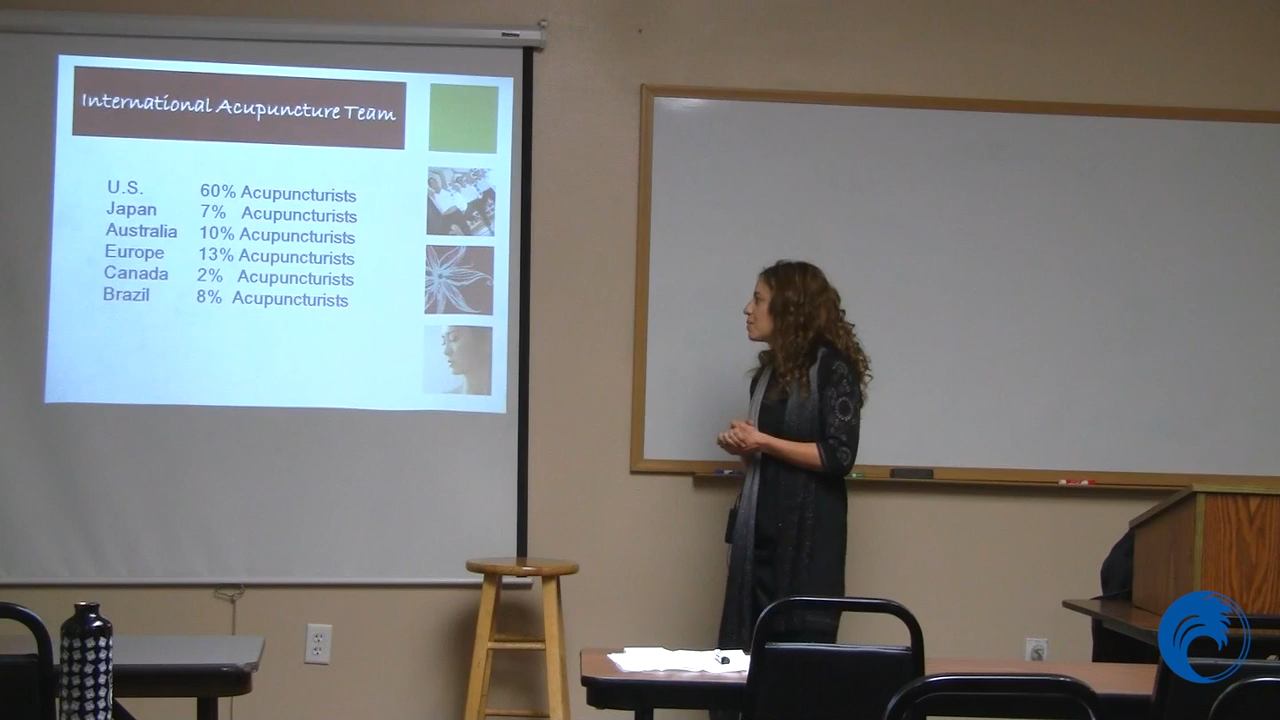 International Acupuncture Team
U.S. 60% Acupuncturists
Japan 7% Acupuncturists
Australia 10% Acupuncturists
Europe 13% Acupuncturists
Canada 2% Acupuncturists
Brazil 8% Acupuncturists